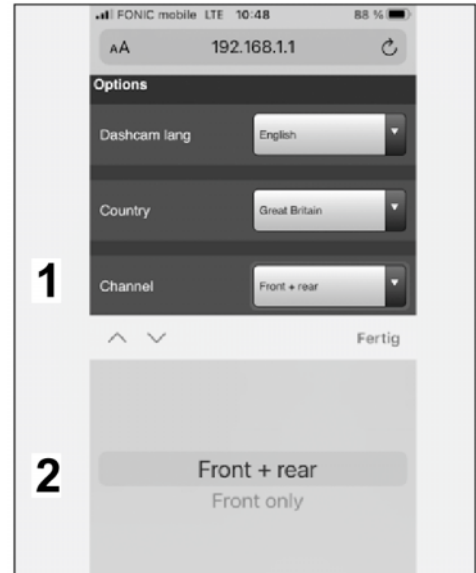 FONIC mobile LTE 10:48 88 %
AA 192.168.1.1
Options
Dashcam lang English
Country Great Britain
1 Channel Front + rear
Fertig
2 Front + rear
Front only